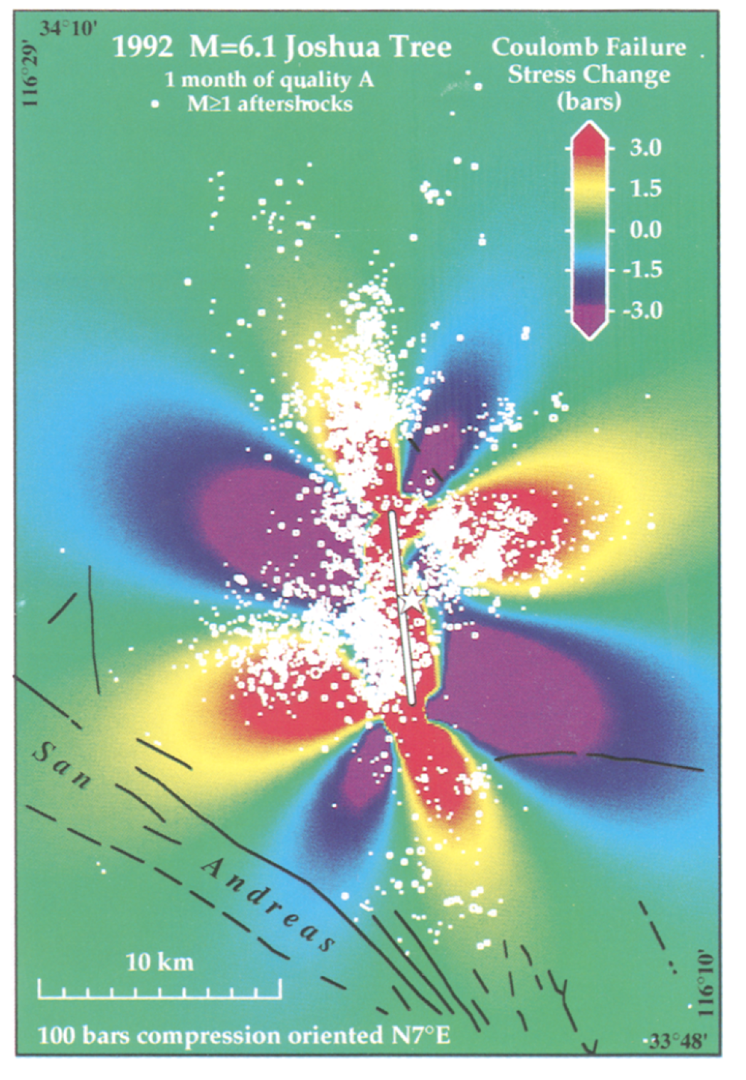 34°10'
116°29'
1992 M=6.1 Joshua Tree
1 month of quality A
M≥1 aftershocks
Coulomb Failure
Stress Change
(bars)
3.0
1.5
0.0
-1.5
-3.0
San
Andreas
10 km
100 bars compression oriented N7°E
116°10'
33°48'